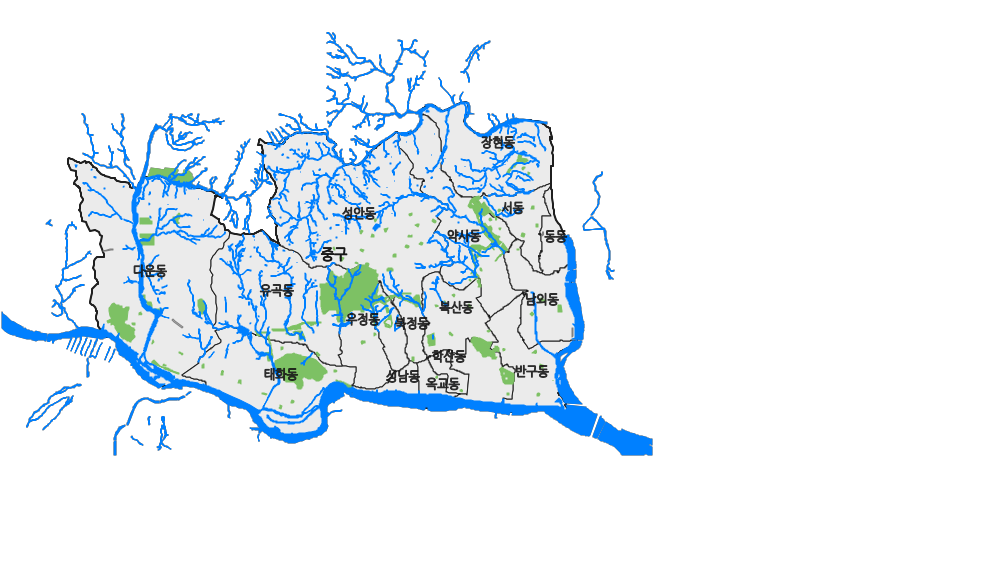 장현동
서동
성안동
약사동
동동
중구
다운동
유곡동
남외동
복산동
우정동
북정동
학산동
태화동
성남동
옥교동
반구동